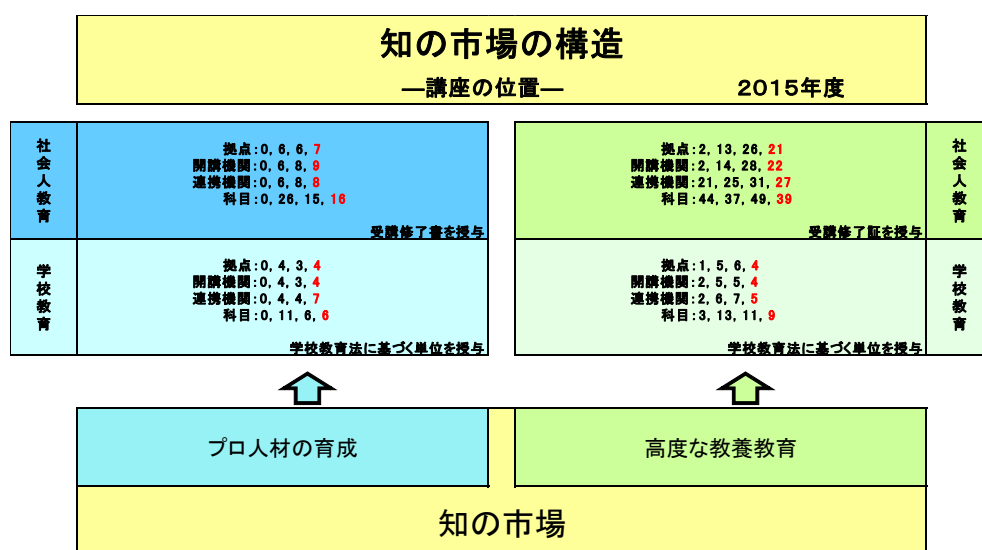 知の市場の構造
―講座の位置―　2015年度
社会人教育
拠点：0, 6, 6, 7
開講機関：0, 6, 8, 9
連携機関：0, 6, 8, 8
科目：0, 26, 15, 16
受講修了書を授与
拠点：2, 13, 26, 21
開講機関：2, 14, 28, 22
連携機関：21, 25, 31, 27
科目：44, 37, 49, 39
受講修了証を授与
社会人教育
学校教育
拠点：0, 4, 3, 4
開講機関：0, 4, 3, 4
連携機関：0, 4, 4, 7
科目：0, 11, 6, 6
学校教育法に基づく単位を授与
拠点：1, 5, 6, 4
開講機関：2, 5, 5, 4
連携機関：2, 6, 7, 5
科目：3, 13, 11, 9
学校教育法に基づく単位を授与
学校教育
プロ人材の育成
高度な教養教育
知の市場